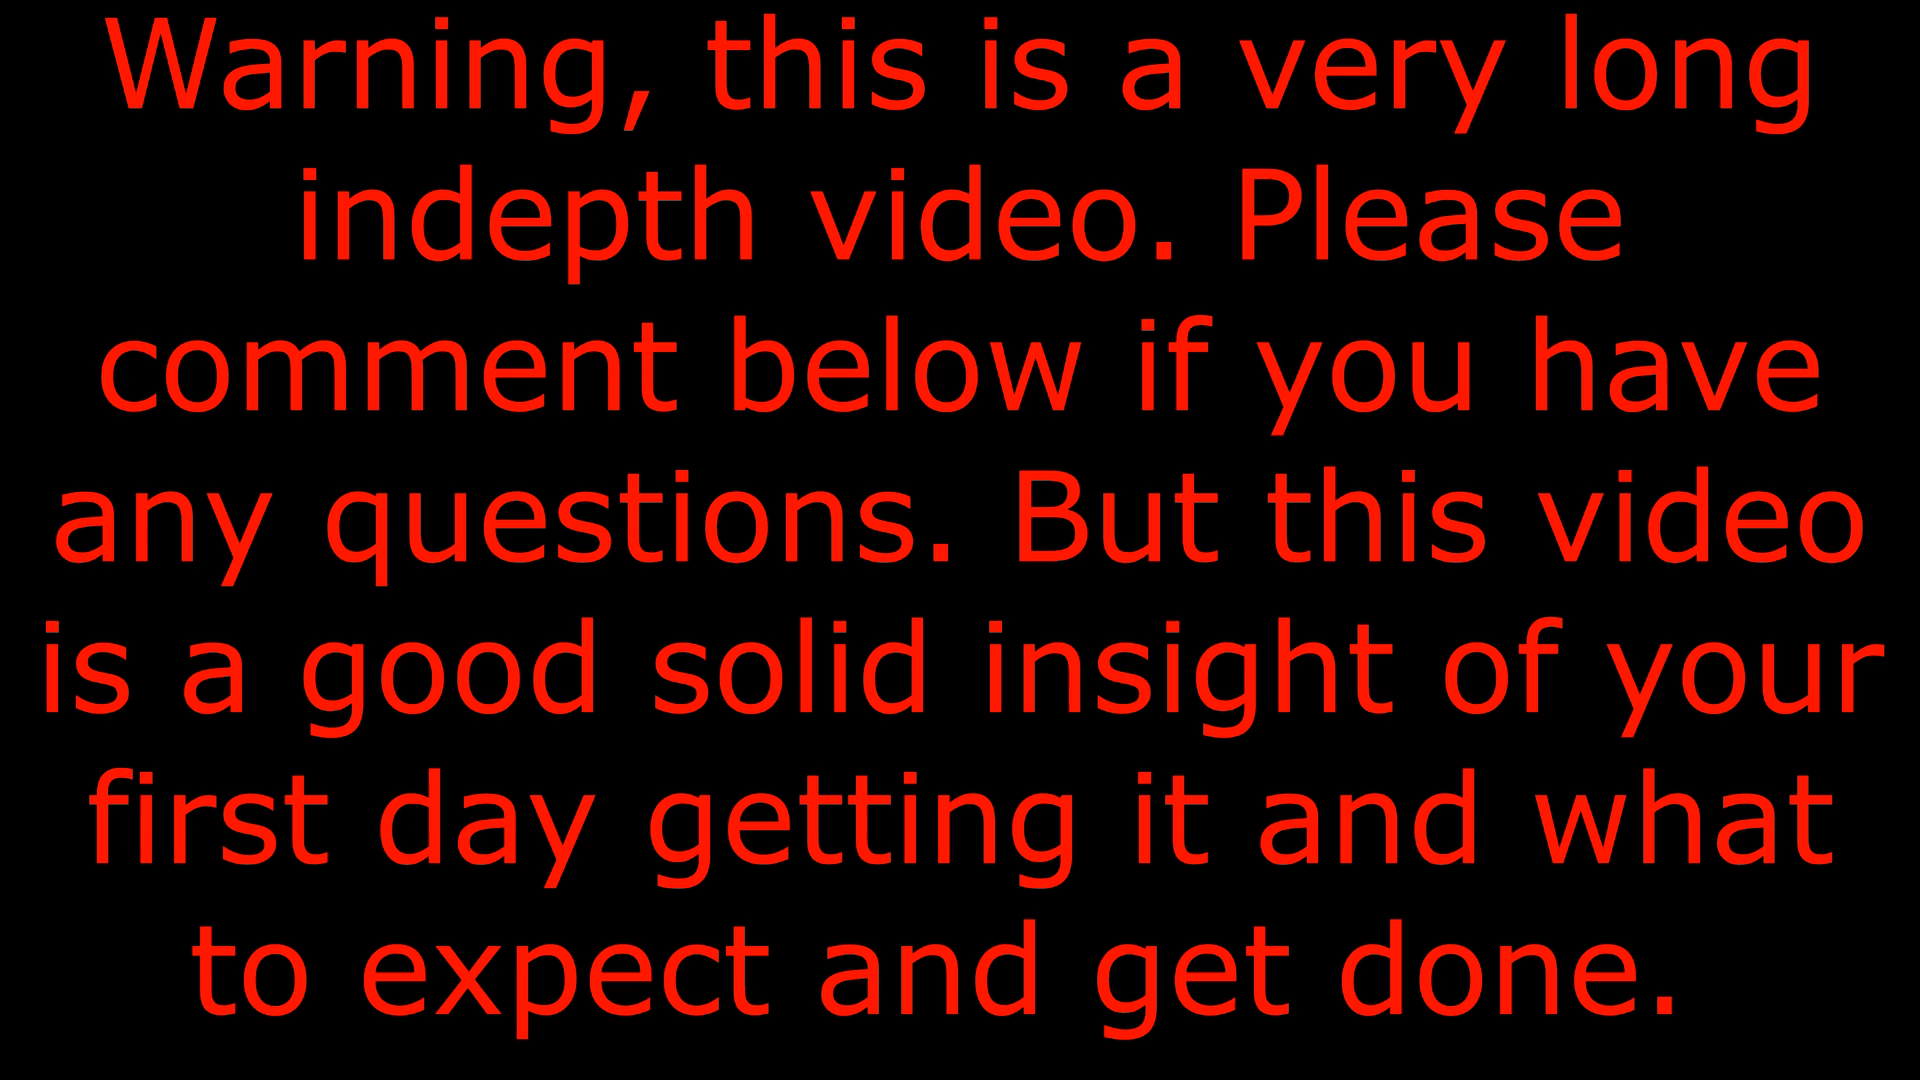 Warning, this is a very long
indepth video. Please
comment below if you have
any questions. But this video
is a good solid insight of your
first day getting it and what
to expect and get done.